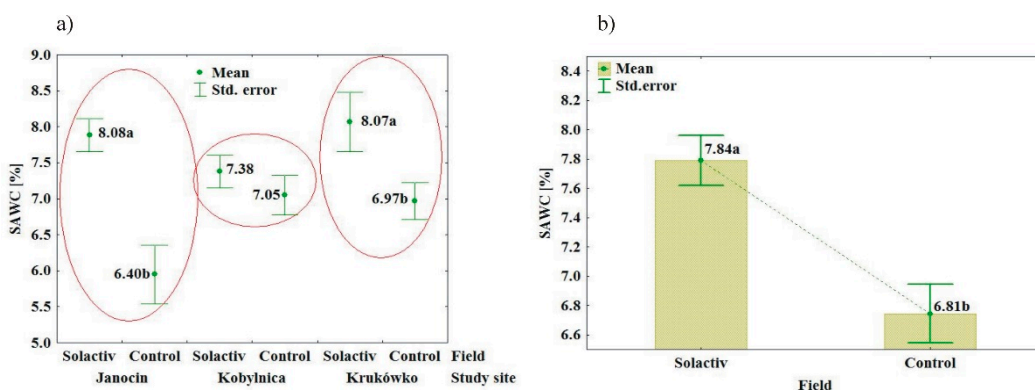 a)
SAWC [%]
9.0
8.5
8.0
7.5
7.0
6.5
6.0
5.5
5.0
Mean
Std. error
8.08a
6.40b
7.38
7.05
8.07a
6.97b
Solactiv Control Solactiv Control Solactiv Control Field
Janocin Kobylnica Krukówko Study site
b)
SAWC [%]
8.4
8.2
8.0
7.8
7.6
7.4
7.2
7.0
6.8
6.6
Mean
Std.error
7.84a
6.81b
Solactiv Control
Field